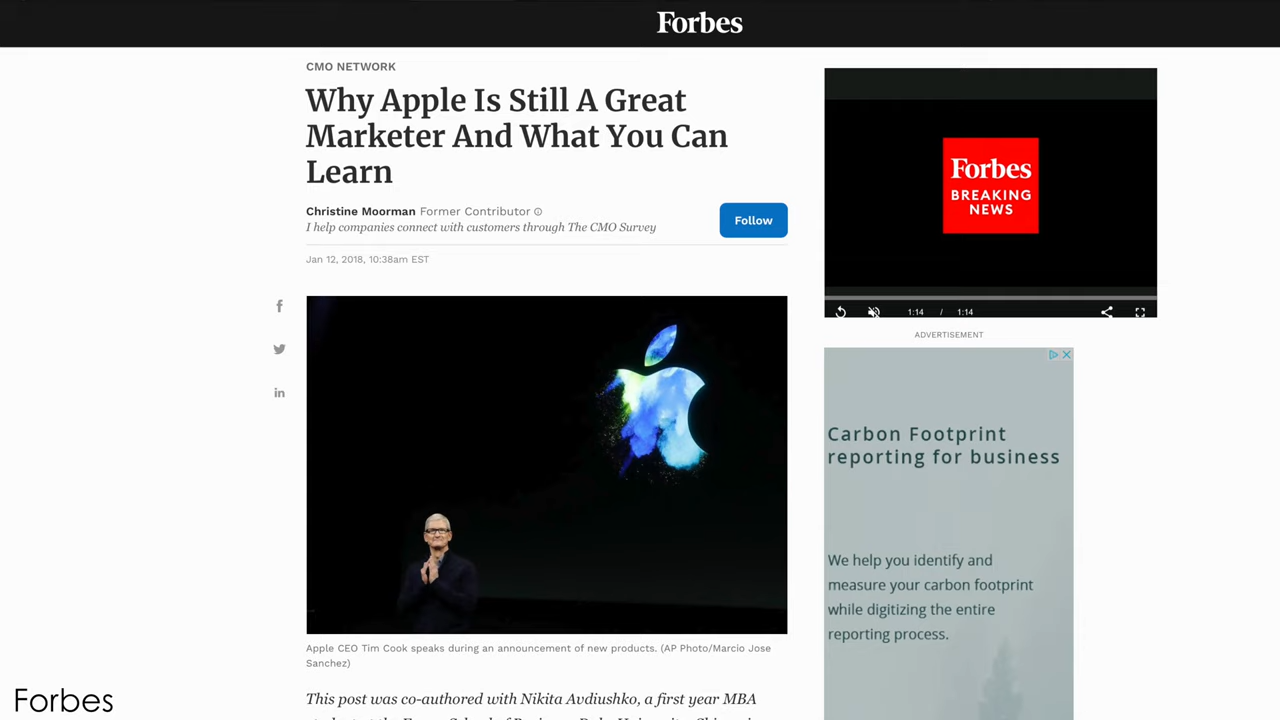 Forbes
CMO NETWORK
Why Apple Is Still A Great
Marketer And What You Can
Learn
Christine Moorman Former Contributor
I help companies connect with customers through The CMO Survey
Follow
Jan 12, 2018, 10:38am EST
Apple CEO Tim Cook speaks during an announcement of new products. (AP Photo/Marcio Jose
Sanchez)
This post was co-authored with Nikita Avdiushko, a first year MBA
Forbes
BREAKING
NEWS
1:14 / 1:14
ADVERTISEMENT
Carbon Footprint
reporting for business
We help you identify and
measure your carbon footprint
while digitizing the entire
reporting process.
Forbes